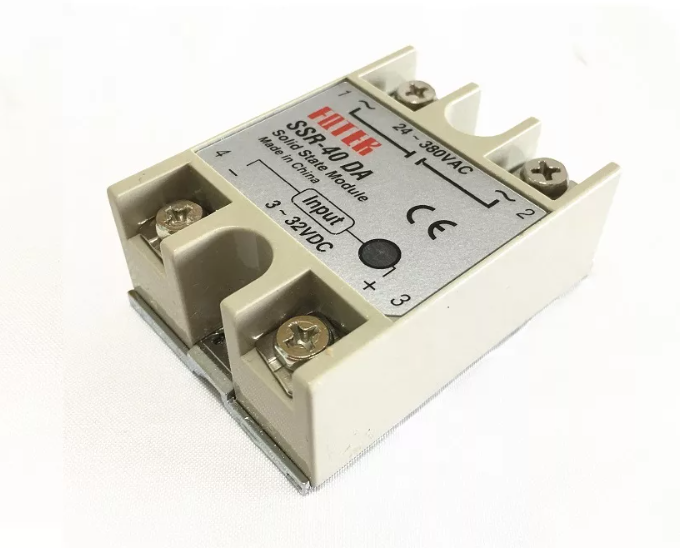 1 ~
24 ~ 380VAC
~ 2
FQTER
SSR-40 DA
Solid State Module
Made in China
4 −
Input
3 ~ 32VDC
CE
+ 3